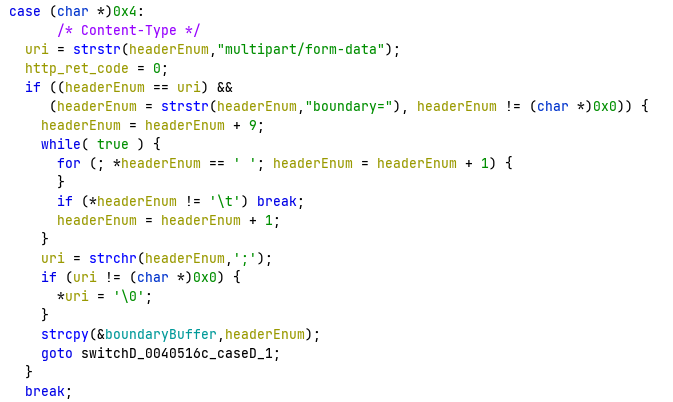 case (char *)0x4:
/* Content-Type */
uri = strstr(headerEnum,"multipart/form-data");
http_ret_code = 0;
if ((headerEnum == uri) &&
(headerEnum = strstr(headerEnum,"boundary="), headerEnum != (char *)0x0)) {
headerEnum = headerEnum + 9;
while( true ) {
for (; *headerEnum == ' '; headerEnum = headerEnum + 1) {
}
if (*headerEnum != '\t') break;
headerEnum = headerEnum + 1;
}
uri = strchr(headerEnum,';');
if (uri != (char *)0x0) {
*uri = '\0';
}
strcpy(&boundaryBuffer,headerEnum);
goto switchD_0040516c_caseD_1;
}
break;